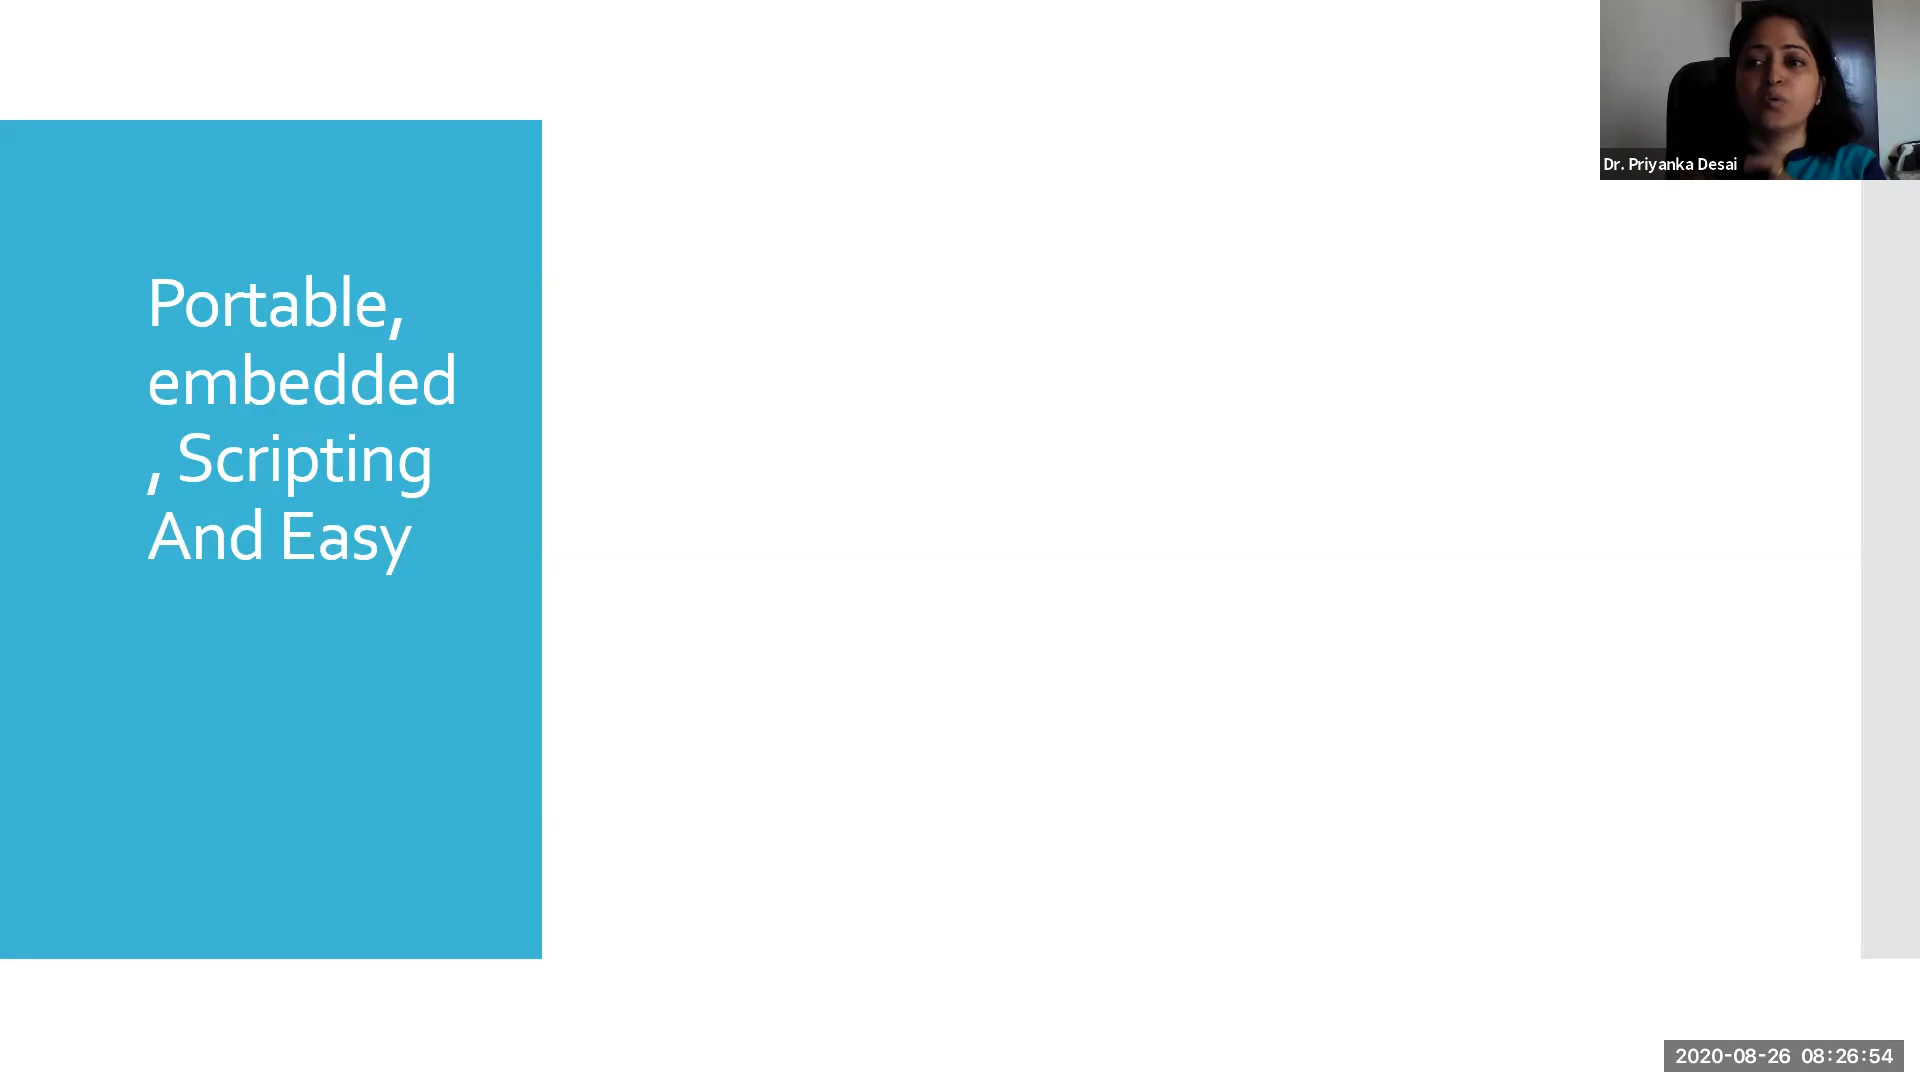 Dr. Priyanka Desai
Portable,
embedded
, Scripting
And Easy
2020-08-26 08:26:54